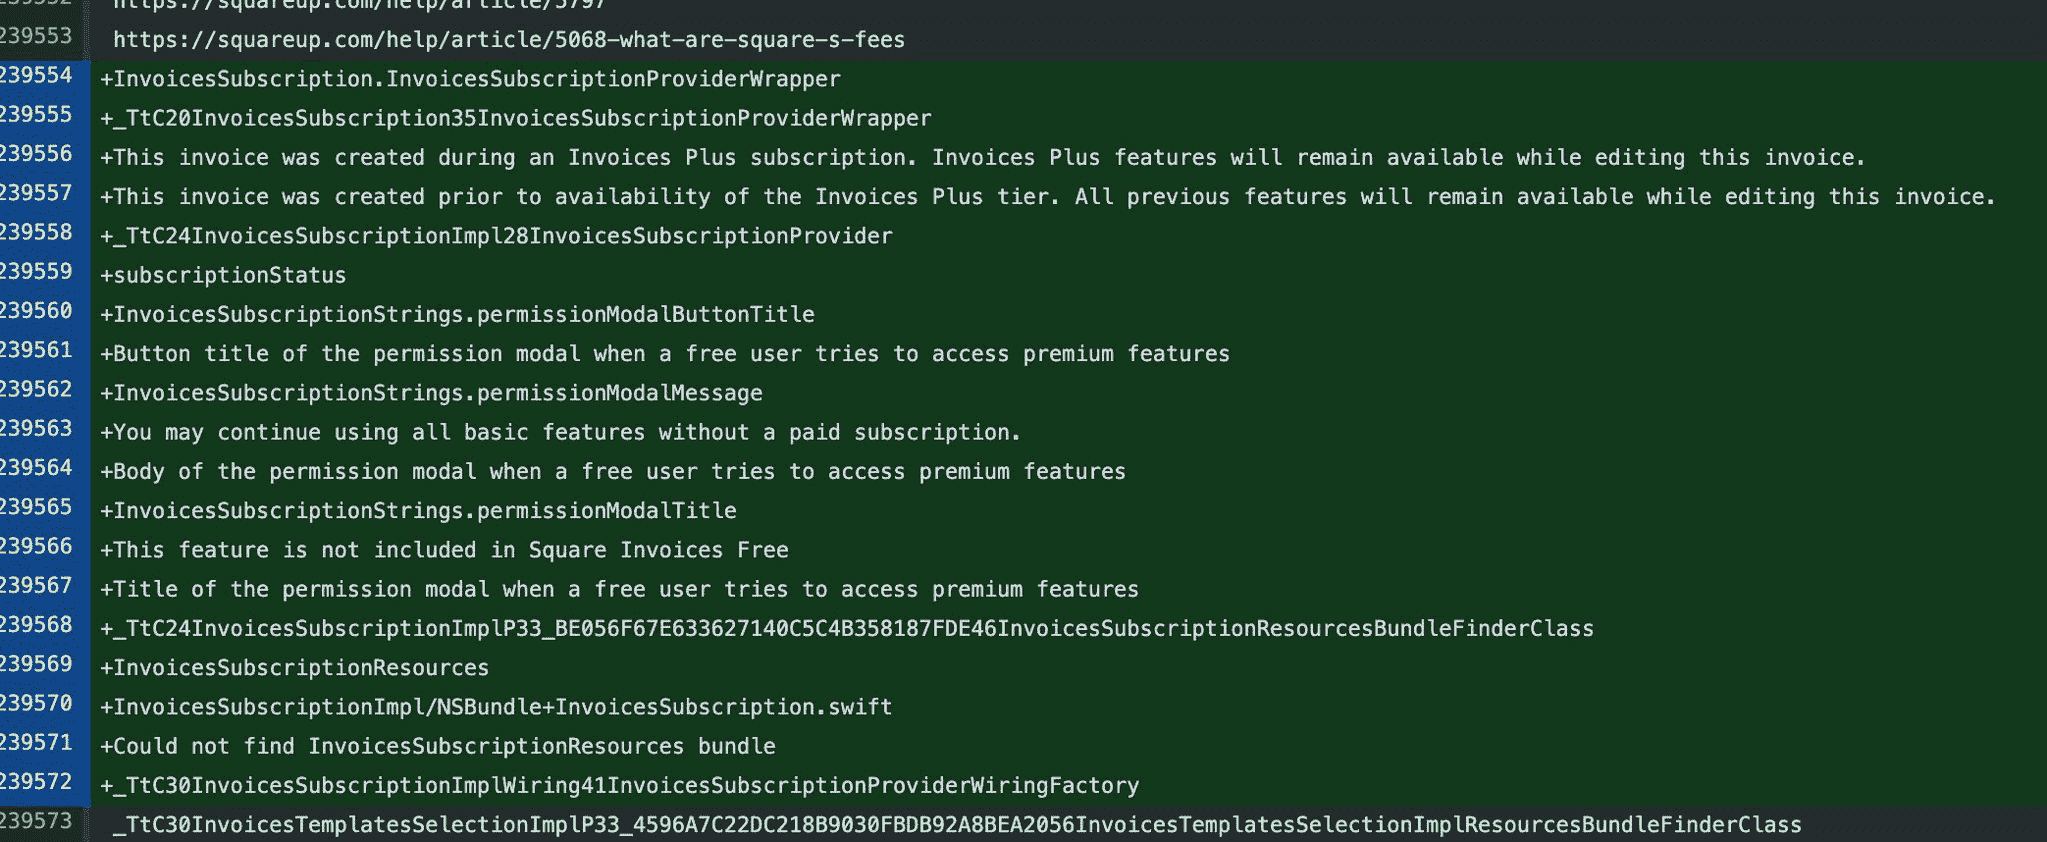 239552 https://squareup.com/help/article/5797
239553 https://squareup.com/help/article/5068-what-are-square-s-fees
239554 +InvoicesSubscription.InvoicesSubscriptionProviderWrapper
239555 +_TtC20InvoicesSubscription35InvoicesSubscriptionProviderWrapper
239556 +This invoice was created during an Invoices Plus subscription. Invoices Plus features will remain available while editing this invoice.
239557 +This invoice was created prior to availability of the Invoices Plus tier. All previous features will remain available while editing this invoice.
239558 +_TtC24InvoicesSubscriptionImpl28InvoicesSubscriptionProvider
239559 +subscriptionStatus
239560 +InvoicesSubscriptionStrings.permissionModalButtonTitle
239561 +Button title of the permission modal when a free user tries to access premium features
239562 +InvoicesSubscriptionStrings.permissionModalMessage
239563 +You may continue using all basic features without a paid subscription.
239564 +Body of the permission modal when a free user tries to access premium features
239565 +InvoicesSubscriptionStrings.permissionModalTitle
239566 +This feature is not included in Square Invoices Free
239567 +Title of the permission modal when a free user tries to access premium features
239568 +_TtC24InvoicesSubscriptionImplP33_BE056F67E633627140C5C4B358187FDE46InvoicesSubscriptionResourcesBundleFinderClass
239569 +InvoicesSubscriptionResources
239570 +InvoicesSubscriptionImpl/NSBundle+InvoicesSubscription.swift
239571 +Could not find InvoicesSubscriptionResources bundle
239572 +_TtC30InvoicesSubscriptionImplWiring41InvoicesSubscriptionProviderWiringFactory
239573 _TtC30InvoicesTemplatesSelectionImplP33_4596A7C22DC218B9030FBDB92A8BEA2056InvoicesTemplatesSelectionImplResourcesBundleFinderClass